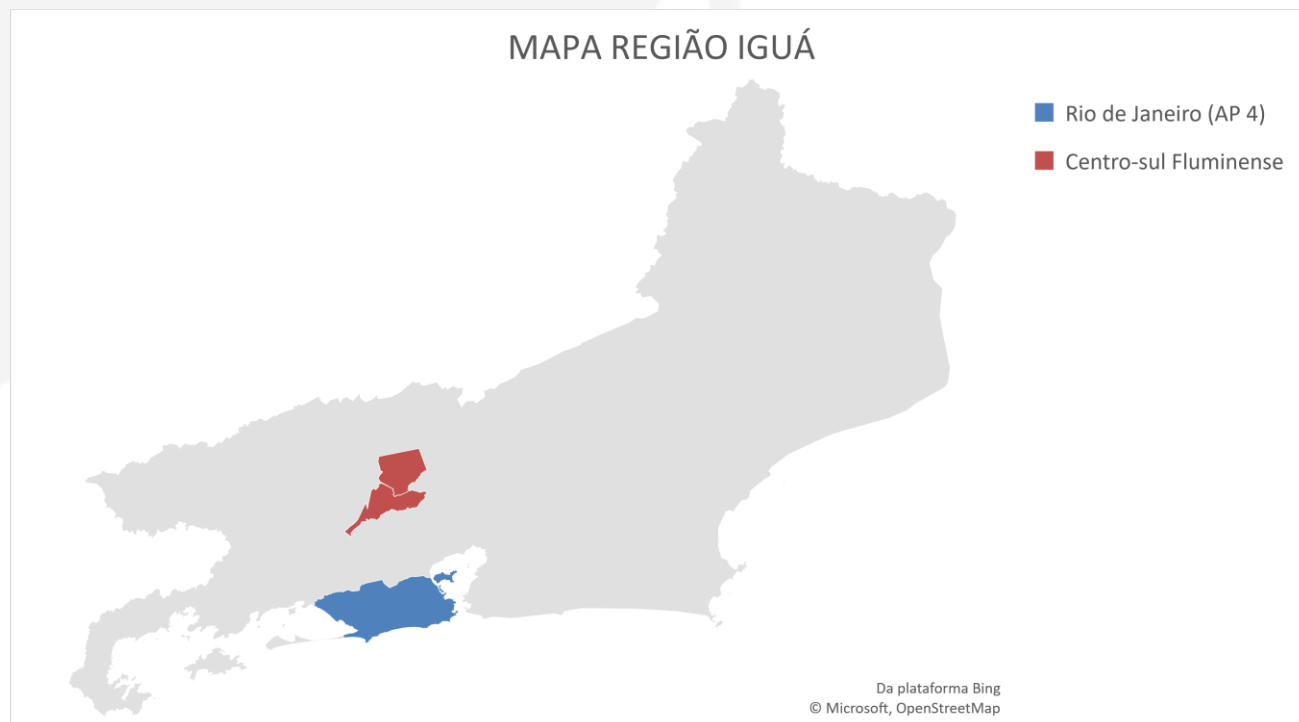 MAPA REGIÃO IGUÁ
Rio de Janeiro (AP 4)
Centro-sul Fluminense
Da plataforma Bing
© Microsoft, OpenStreetMap